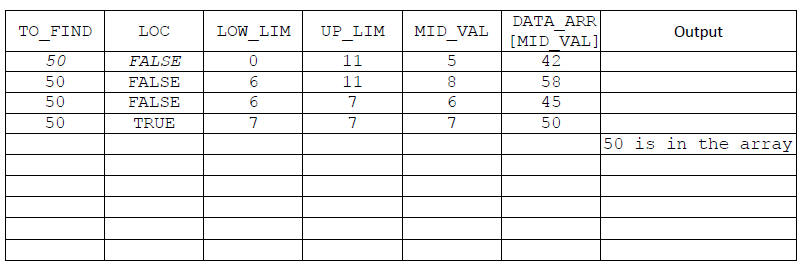 TO_FIND LOC LOW_LIM UP_LIM MID_VAL DATA_ARR[MID_VAL] Output
50 FALSE 0 11 5 42
50 FALSE 6 11 8 58
50 FALSE 6 7 6 45
50 TRUE 7 7 7 50
50 is in the array